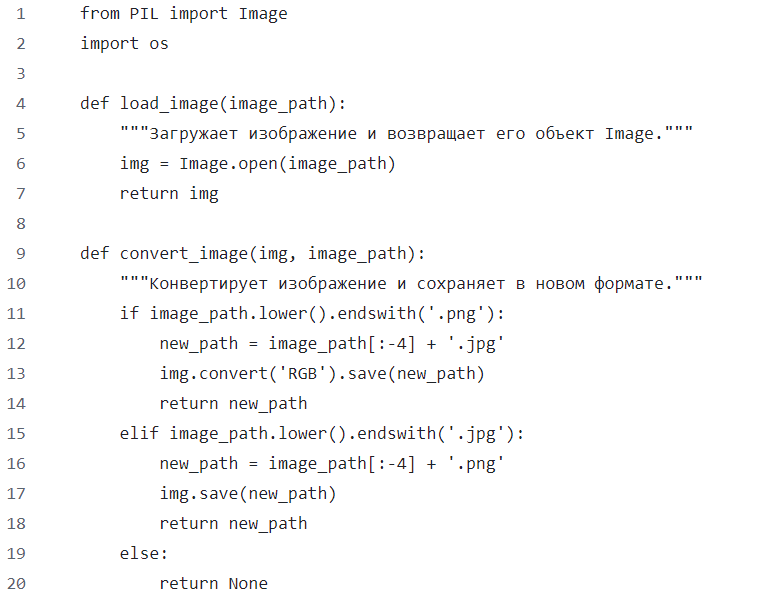 1 from PIL import Image
2 import os
3
4 def load_image(image_path):
5     """Загружает изображение и возвращает его объект Image."""
6     img = Image.open(image_path)
7     return img
8
9 def convert_image(img, image_path):
10     """Конвертирует изображение и сохраняет в новом формате."""
11     if image_path.lower().endswith('.png'):
12         new_path = image_path[:-4] + '.jpg'
13         img.convert('RGB').save(new_path)
14         return new_path
15     elif image_path.lower().endswith('.jpg'):
16         new_path = image_path[:-4] + '.png'
17         img.save(new_path)
18         return new_path
19     else:
20         return None